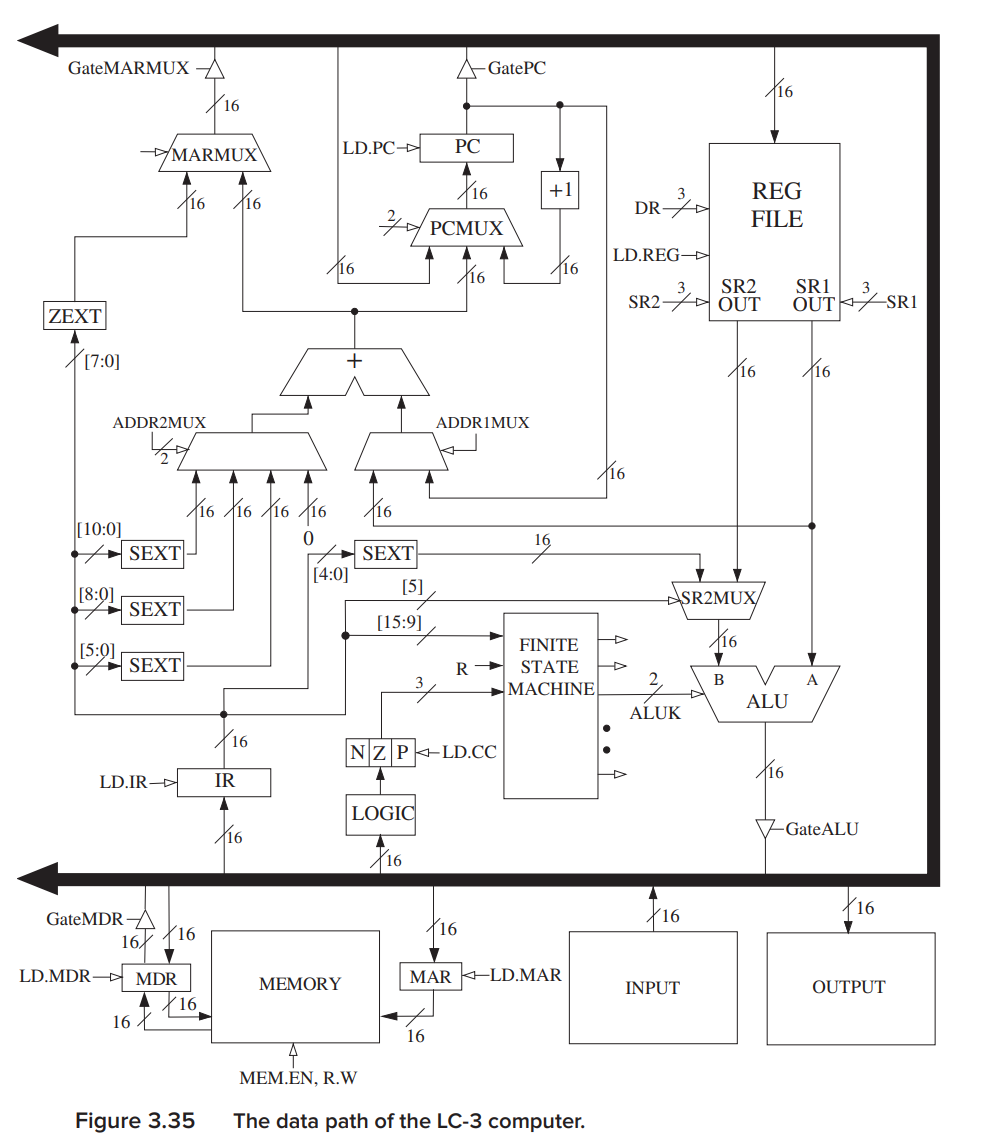 GateMARMUX
GatePC
16
16
MARMUX
LD.PC
PC
+1
REG
FILE
16
16
16
2
PCMUX
DR
3
LD.REG
16
16
16
SR2
3
SR2
OUT
SR1
OUT
3
SR1
ZEXT
[7:0]
+
16
16
ADDR2MUX
2
ADDR1MUX
16
16
16
16
16
16
0
[10:0]
SEXT
[4:0]
SEXT
16
[8:0]
SEXT
[5]
SR2MUX
[15:9]
16
[5:0]
SEXT
R
FINITE
STATE
MACHINE
3
2
ALUK
B
A
ALU
16
N Z P
LD.CC
LD.IR
IR
16
LOGIC
16
16
GateALU
GateMDR
16
16
16
16
16
LD.MDR
MDR
16
16
MEMORY
MAR
LD.MAR
16
INPUT
OUTPUT
MEM.EN, R.W
Figure 3.35 The data path of the LC-3 computer.